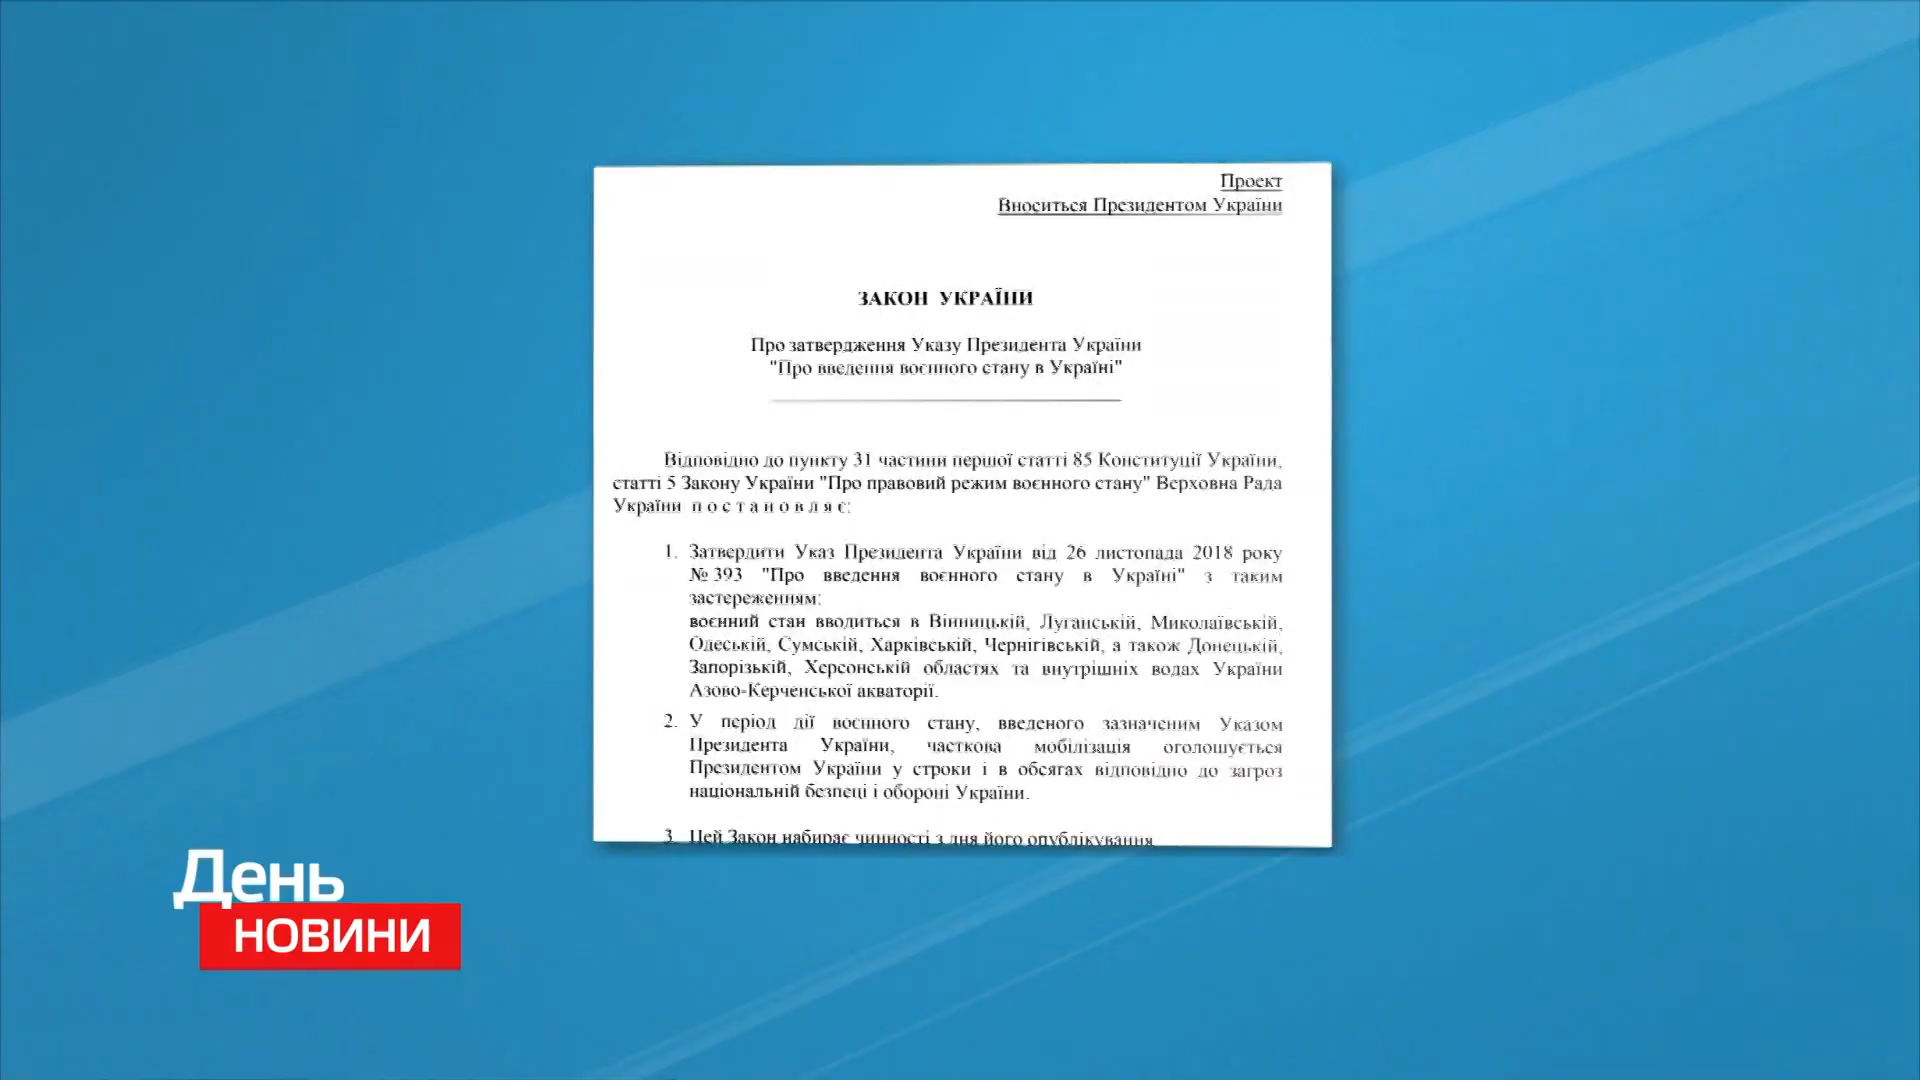 Проект
Вноситься Президентом України
ЗАКОН УКРАЇНИ
Про затвердження Указу Президента України
"Про введення воєнного стану в Україні"
Відповідно до пункту 31 частини першої статті 85 Конституції України,
статті 5 Закону України "Про правовий режим воєнного стану" Верховна Рада
України п о с т а н о в л я є:
1. Затвердити Указ Президента України від 26 листопада 2018 року
№ 393 "Про введення воєнного стану в Україні" з таким
застереженням:
воєнний стан вводиться в Вінницькій, Луганській, Миколаївській,
Одеській, Сумській, Харківській, Чернігівській, а також Донецькій,
Запорізькій, Херсонській областях та внутрішніх водах України
Азово-Керченської акваторії.
2. У період дії воєнного стану, введеного зазначеним Указом
Президента України, часткова мобілізація оголошується
Президентом України у строки і в обсягах відповідно до загроз
національній безпеці і обороні України.
3. Цей Закон набирає чинності з дня його опублікування
День
НОВИНИ